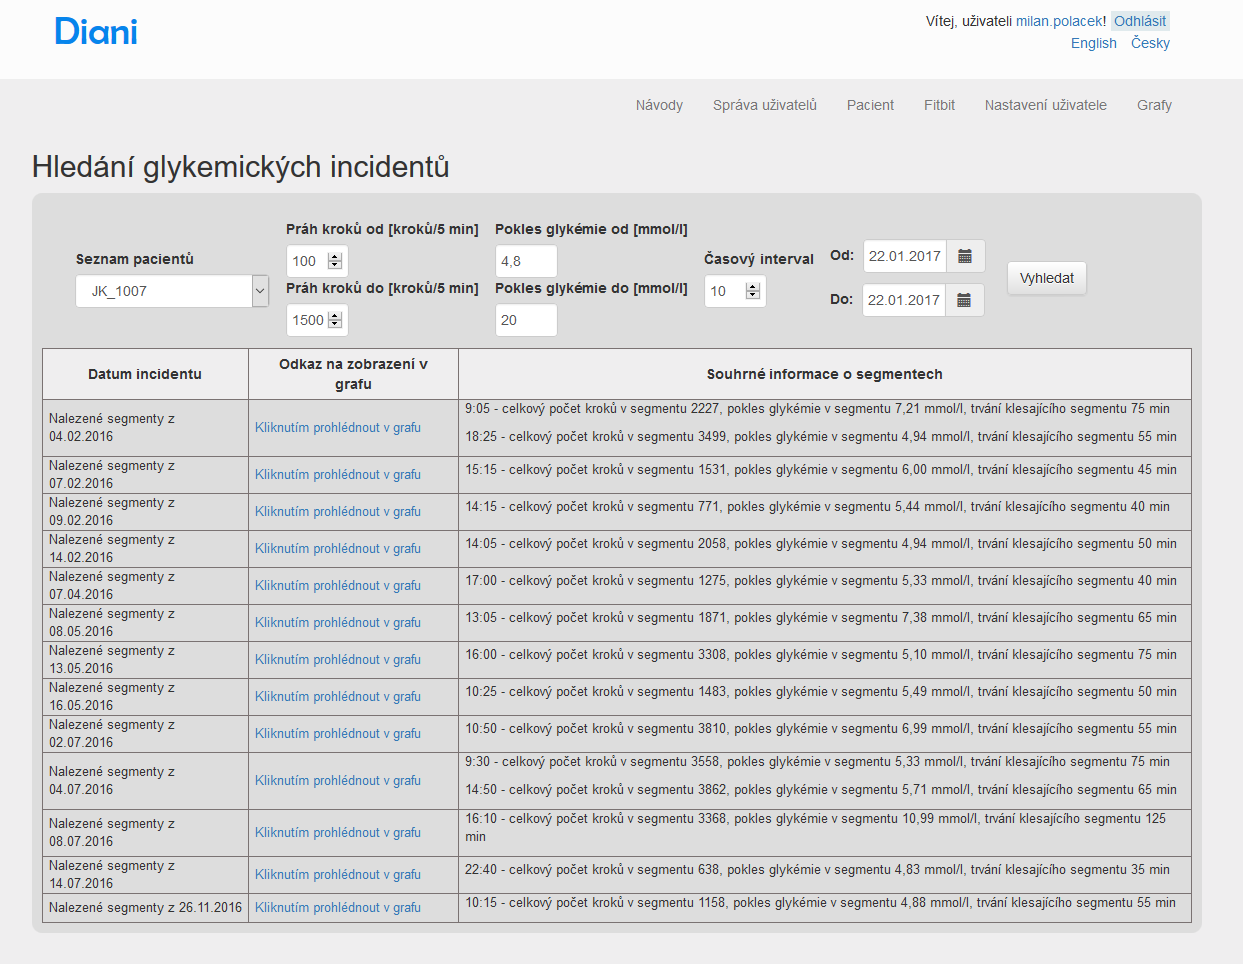 Diani
Vítej, uživateli milan.polacek! Odhlásit
English Česky
Návody Správa uživatelů Pacient Fitbit Nastavení uživatele Grafy
Hledání glykemických incidentů
Seznam pacientů
JK_1007
Práh kroků od [kroků/5 min]
100
Práh kroků do [kroků/5 min]
1500
Pokles glykémie od [mmol/l]
4,8
Pokles glykémie do [mmol/l]
20
Časový interval
10
Od: 22.01.2017
Do: 22.01.2017
Vyhledat
Datum incidentu
Odkaz na zobrazení v
grafu
Souhrné informace o segmentech
Nalezené segmenty z
04.02.2016
Kliknutím prohlédnout v grafu
9:05 - celkový počet kroků v segmentu 2227, pokles glykémie v segmentu 7,21 mmol/l, trvání klesajícího segmentu 75 min
18:25 - celkový počet kroků v segmentu 3499, pokles glykémie v segmentu 4,94 mmol/l, trvání klesajícího segmentu 55 min
Nalezené segmenty z
07.02.2016
Kliknutím prohlédnout v grafu
15:15 - celkový počet kroků v segmentu 1531, pokles glykémie v segmentu 6,00 mmol/l, trvání klesajícího segmentu 45 min
Nalezené segmenty z
09.02.2016
Kliknutím prohlédnout v grafu
14:15 - celkový počet kroků v segmentu 771, pokles glykémie v segmentu 5,44 mmol/l, trvání klesajícího segmentu 40 min
Nalezené segmenty z
14.02.2016
Kliknutím prohlédnout v grafu
14:05 - celkový počet kroků v segmentu 2058, pokles glykémie v segmentu 4,94 mmol/l, trvání klesajícího segmentu 50 min
Nalezené segmenty z
07.04.2016
Kliknutím prohlédnout v grafu
17:00 - celkový počet kroků v segmentu 1275, pokles glykémie v segmentu 5,33 mmol/l, trvání klesajícího segmentu 40 min
Nalezené segmenty z
08.05.2016
Kliknutím prohlédnout v grafu
13:05 - celkový počet kroků v segmentu 1871, pokles glykémie v segmentu 7,38 mmol/l, trvání klesajícího segmentu 65 min
Nalezené segmenty z
13.05.2016
Kliknutím prohlédnout v grafu
16:00 - celkový počet kroků v segmentu 3308, pokles glykémie v segmentu 5,10 mmol/l, trvání klesajícího segmentu 75 min
Nalezené segmenty z
16.05.2016
Kliknutím prohlédnout v grafu
10:25 - celkový počet kroků v segmentu 1483, pokles glykémie v segmentu 5,49 mmol/l, trvání klesajícího segmentu 50 min
Nalezené segmenty z
02.07.2016
Kliknutím prohlédnout v grafu
10:50 - celkový počet kroků v segmentu 3810, pokles glykémie v segmentu 6,99 mmol/l, trvání klesajícího segmentu 55 min
Nalezené segmenty z
04.07.2016
Kliknutím prohlédnout v grafu
9:30 - celkový počet kroků v segmentu 3558, pokles glykémie v segmentu 5,33 mmol/l, trvání klesajícího segmentu 75 min
14:50 - celkový počet kroků v segmentu 3862, pokles glykémie v segmentu 5,71 mmol/l, trvání klesajícího segmentu 65 min
Nalezené segmenty z
08.07.2016
Kliknutím prohlédnout v grafu
16:10 - celkový počet kroků v segmentu 3368, pokles glykémie v segmentu 10,99 mmol/l, trvání klesajícího segmentu 125
min
Nalezené segmenty z
14.07.2016
Kliknutím prohlédnout v grafu
22:40 - celkový počet kroků v segmentu 638, pokles glykémie v segmentu 4,83 mmol/l, trvání klesajícího segmentu 35 min
Nalezené segmenty z 26.11.2016
Kliknutím prohlédnout v grafu
10:15 - celkový počet kroků v segmentu 1158, pokles glykémie v segmentu 4,88 mmol/l, trvání klesajícího segmentu 55 min